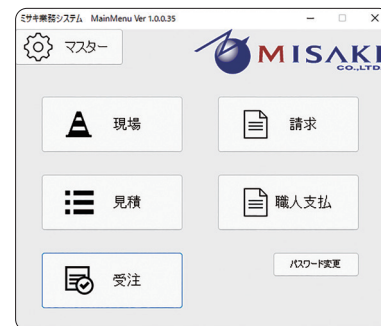 ミサキ業務システム MainMenu Ver 1.0.0.35
マスター
MISAKI
CO.,LTD.
現場
請求
見積
職人支払
受注
パスワード変更